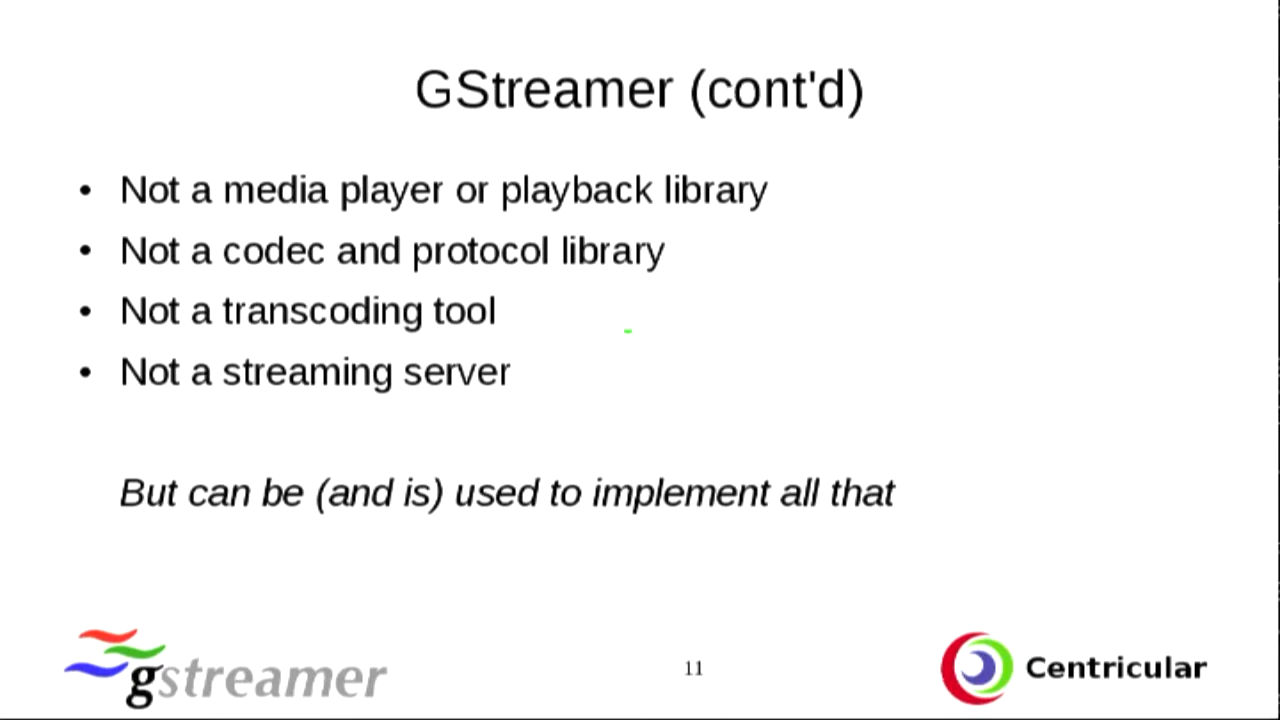 GStreamer (cont'd)
• Not a media player or playback library
• Not a codec and protocol library
• Not a transcoding tool
• Not a streaming server
But can be (and is) used to implement all that
gstreamer
11
Centricular